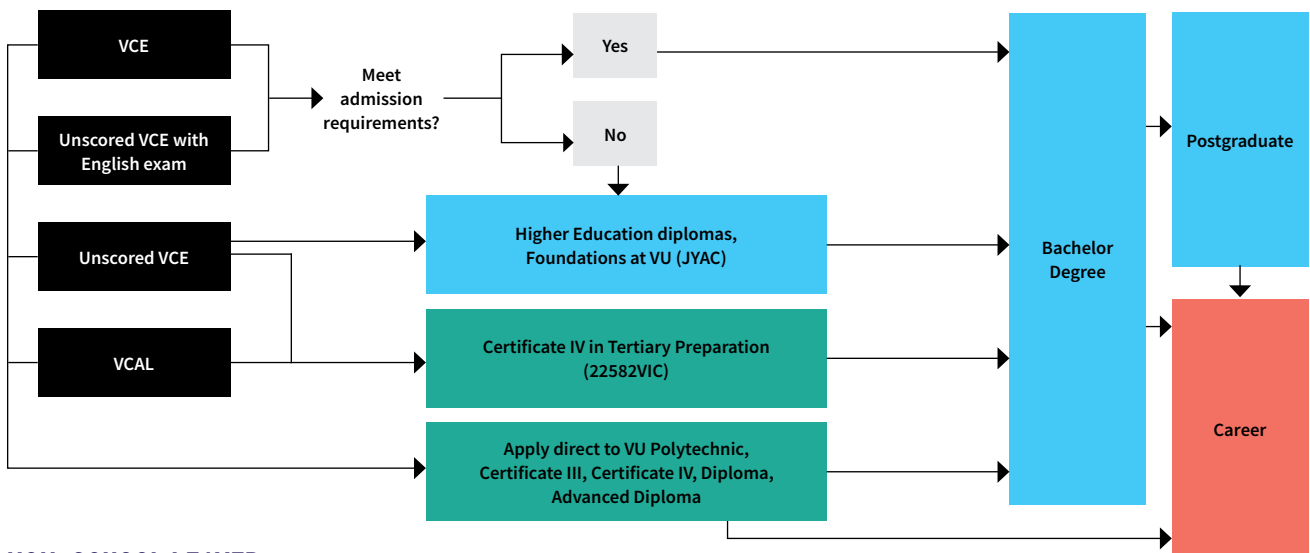 VCE
Unscored VCE with
English exam
Unscored VCE
VCAL
Meet
admission
requirements?
Yes
No
Higher Education diplomas,
Foundations at VU (JYAC)
Certificate IV in Tertiary Preparation
(22582VIC)
Apply direct to VU Polytechnic,
Certificate III, Certificate IV, Diploma,
Advanced Diploma
Bachelor
Degree
Postgraduate
Career